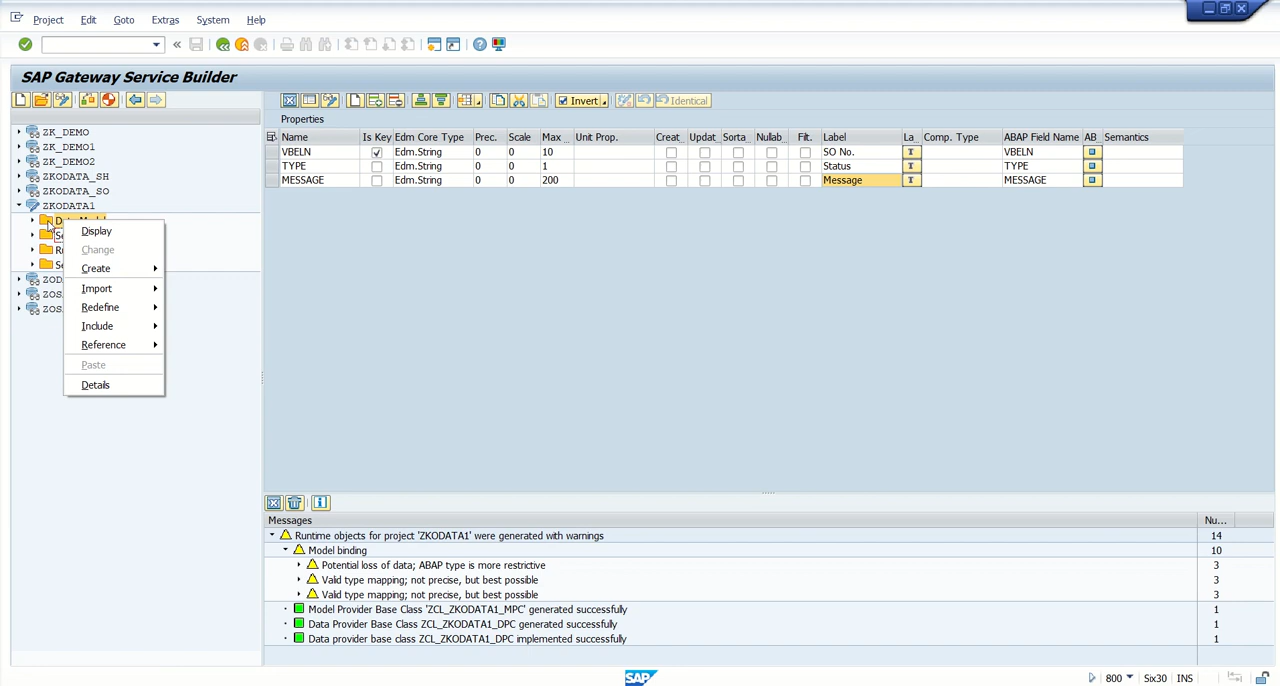 Project Edit Goto Extras System Help
SAP Gateway Service Builder
Invert
Identical
ZK_DEMO
ZK_DEMO1
ZK_DEMO2
ZKODATA_SH
ZKODATA_SO
ZKODATA1
Display
Change
Create
Import
Redefine
Include
Reference
Paste
Details
Properties
Name Is Key Edm Core Type Prec. Scale Max ... Unit Prop. Creat... Updat... Sorta... Nullab... Filt. Label La... Comp. Type ABAP Field Name AB... Semantics
VBELN Edm.String 0 0 10 SO No. T VBELN
TYPE Edm.String 0 0 1 Status T TYPE
MESSAGE Edm.String 0 0 200 Message T MESSAGE
Messages Nu...
Runtime objects for project 'ZKODATA1' were generated with warnings 14
Model binding 10
Potential loss of data; ABAP type is more restrictive 3
Valid type mapping; not precise, but best possible 3
Valid type mapping; not precise, but best possible 3
Model Provider Base Class 'ZCL_ZKODATA1_MPC' generated successfully 1
Data Provider Base Class ZCL_ZKODATA1_DPC generated successfully 1
Data provider base class ZCL_ZKODATA1_DPC implemented successfully 1
SAP
800 Six30 INS